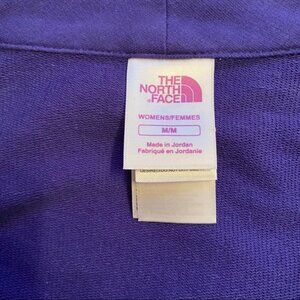 THE
NORTH
FACE
WOMENS/FEMMES
M/M
Made in Jordan
Fabriqué en Jordanie